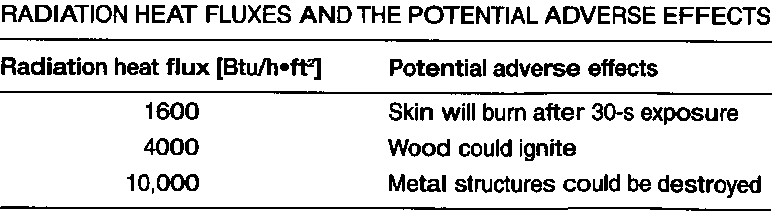 RADIATION HEAT FLUXES AND THE POTENTIAL ADVERSE EFFECTS
Radiation heat flux [Btu/h•ft²] Potential adverse effects
1600 Skin will burn after 30-s exposure
4000 Wood could ignite
10,000 Metal structures could be destroyed